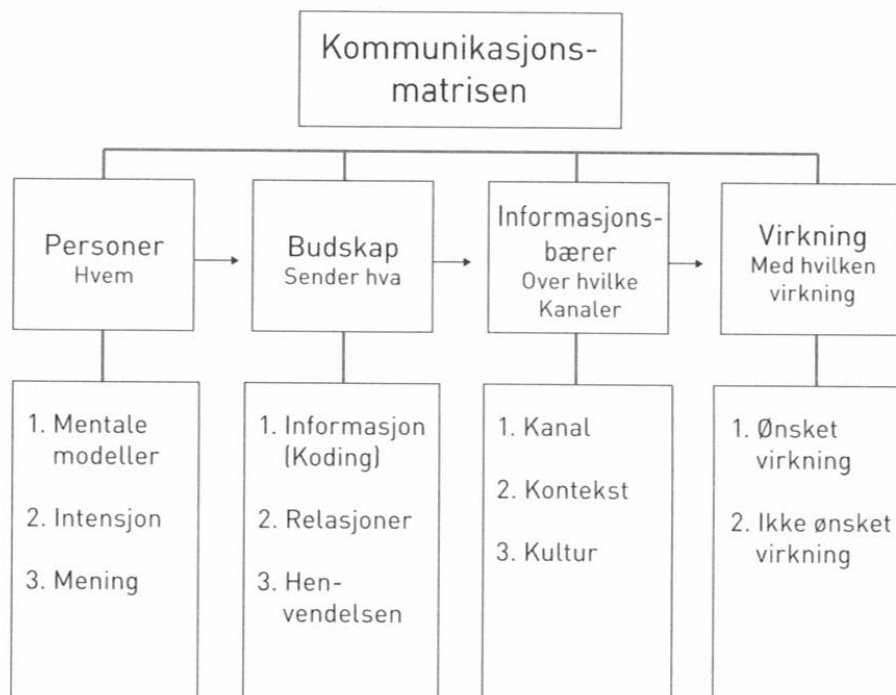 Kommunikasjons-
matrisen
Personer
Hvem
Budskap
Sender hva
Informasjons-
bærer
Over hvilke
Kanaler
Virkning
Med hvilken
virkning
1. Mentale
modeller
2. Intensjon
3. Mening
1. Informasjon
(Koding)
2. Relasjoner
3. Hen-
vendelsen
1. Kanal
2. Kontekst
3. Kultur
1. Ønsket
virkning
2. Ikke ønsket
virkning